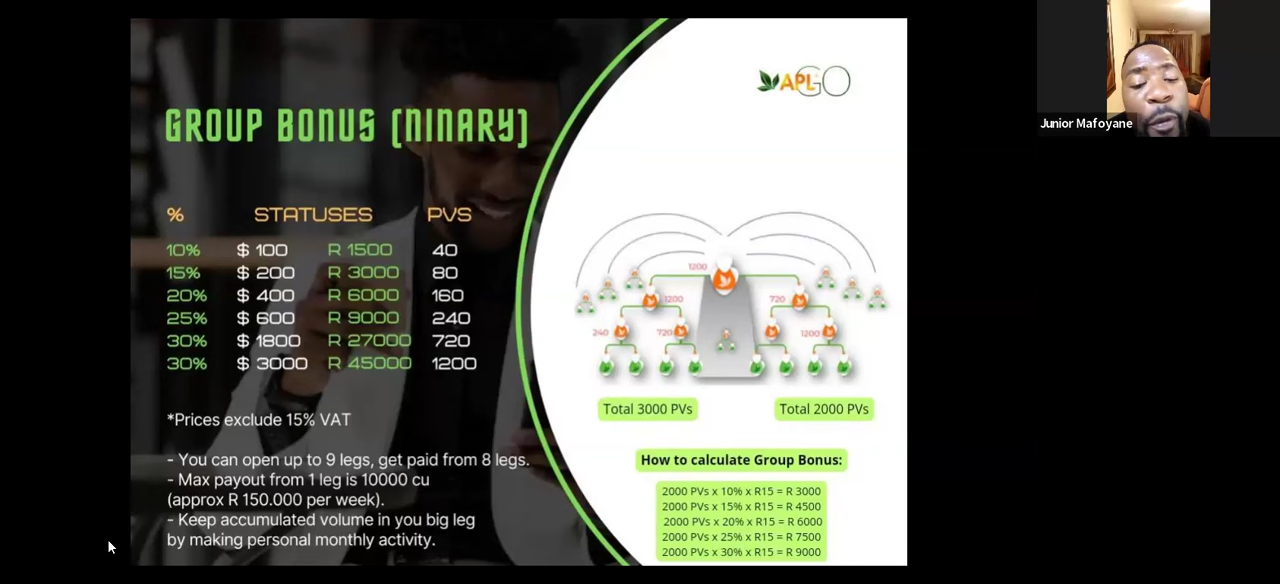 APLGO
GROUP BONUS (NINARY)
% STATUSES PVS
10% $ 100 R 1500 40
15% $ 200 R 3000 80
20% $ 400 R 6000 160
25% $ 600 R 9000 240
30% $ 1800 R 27000 720
30% $ 3000 R 45000 1200
*Prices exclude 15% VAT
- You can open up to 9 legs, get paid from 8 legs.
- Max payout from 1 leg is 10000 cu
(approx R 150.000 per week).
- Keep accumulated volume in you big leg
by making personal monthly activity.
1200
1200 720
240 720 1200
Total 3000 PVs Total 2000 PVs
How to calculate Group Bonus:
2000 PVs x 10% x R15 = R 3000
2000 PVs x 15% x R15 = R 4500
2000 PVs x 20% x R15 = R 6000
2000 PVs x 25% x R15 = R 7500
2000 PVs x 30% x R15 = R 9000
Junior Mafoyane